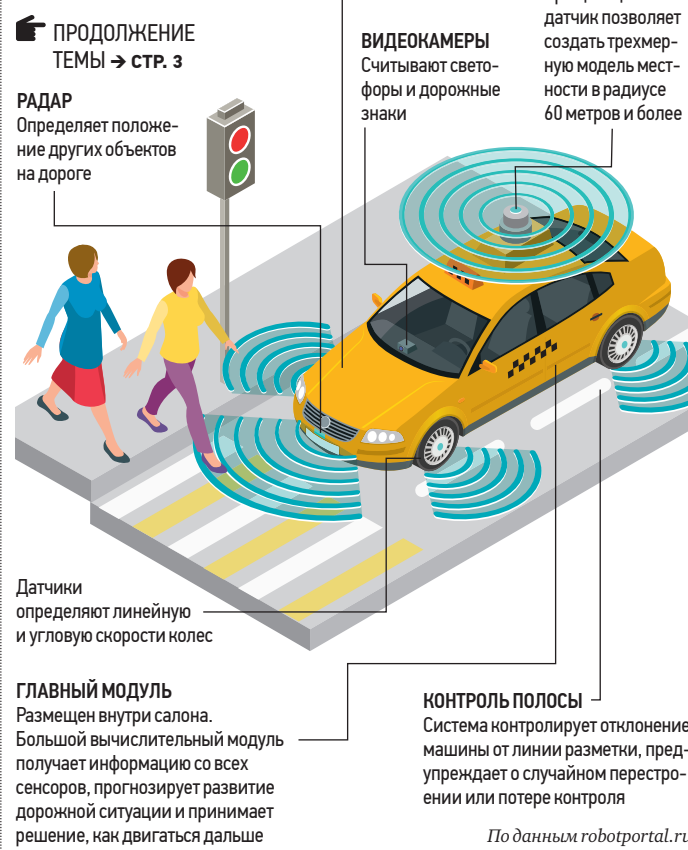 ПРОДОЛЖЕНИЕ
ТЕМЫ → СТР. 3
РАДАР
Определяет положе-
ние других объектов
на дороге
ВИДЕОКАМЕРЫ
Считывают свето-
форы и дорожные
знаки
датчик позволяет
создать трехмер-
ную модель мест-
ности в радиусе
60 метров и более
Датчики
определяют линейную
и угловую скорости колес
ГЛАВНЫЙ МОДУЛЬ
Размещен внутри салона.
Большой вычислительный модуль
получает информацию со всех
сенсоров, прогнозирует развитие
дорожной ситуации и принимает
решение, как двигаться дальше
КОНТРОЛЬ ПОЛОСЫ
Система контролирует отклонение
машины от линии разметки, пред-
упреждает о случайном перестро-
ении или потере контроля
По данным robotportal.ru